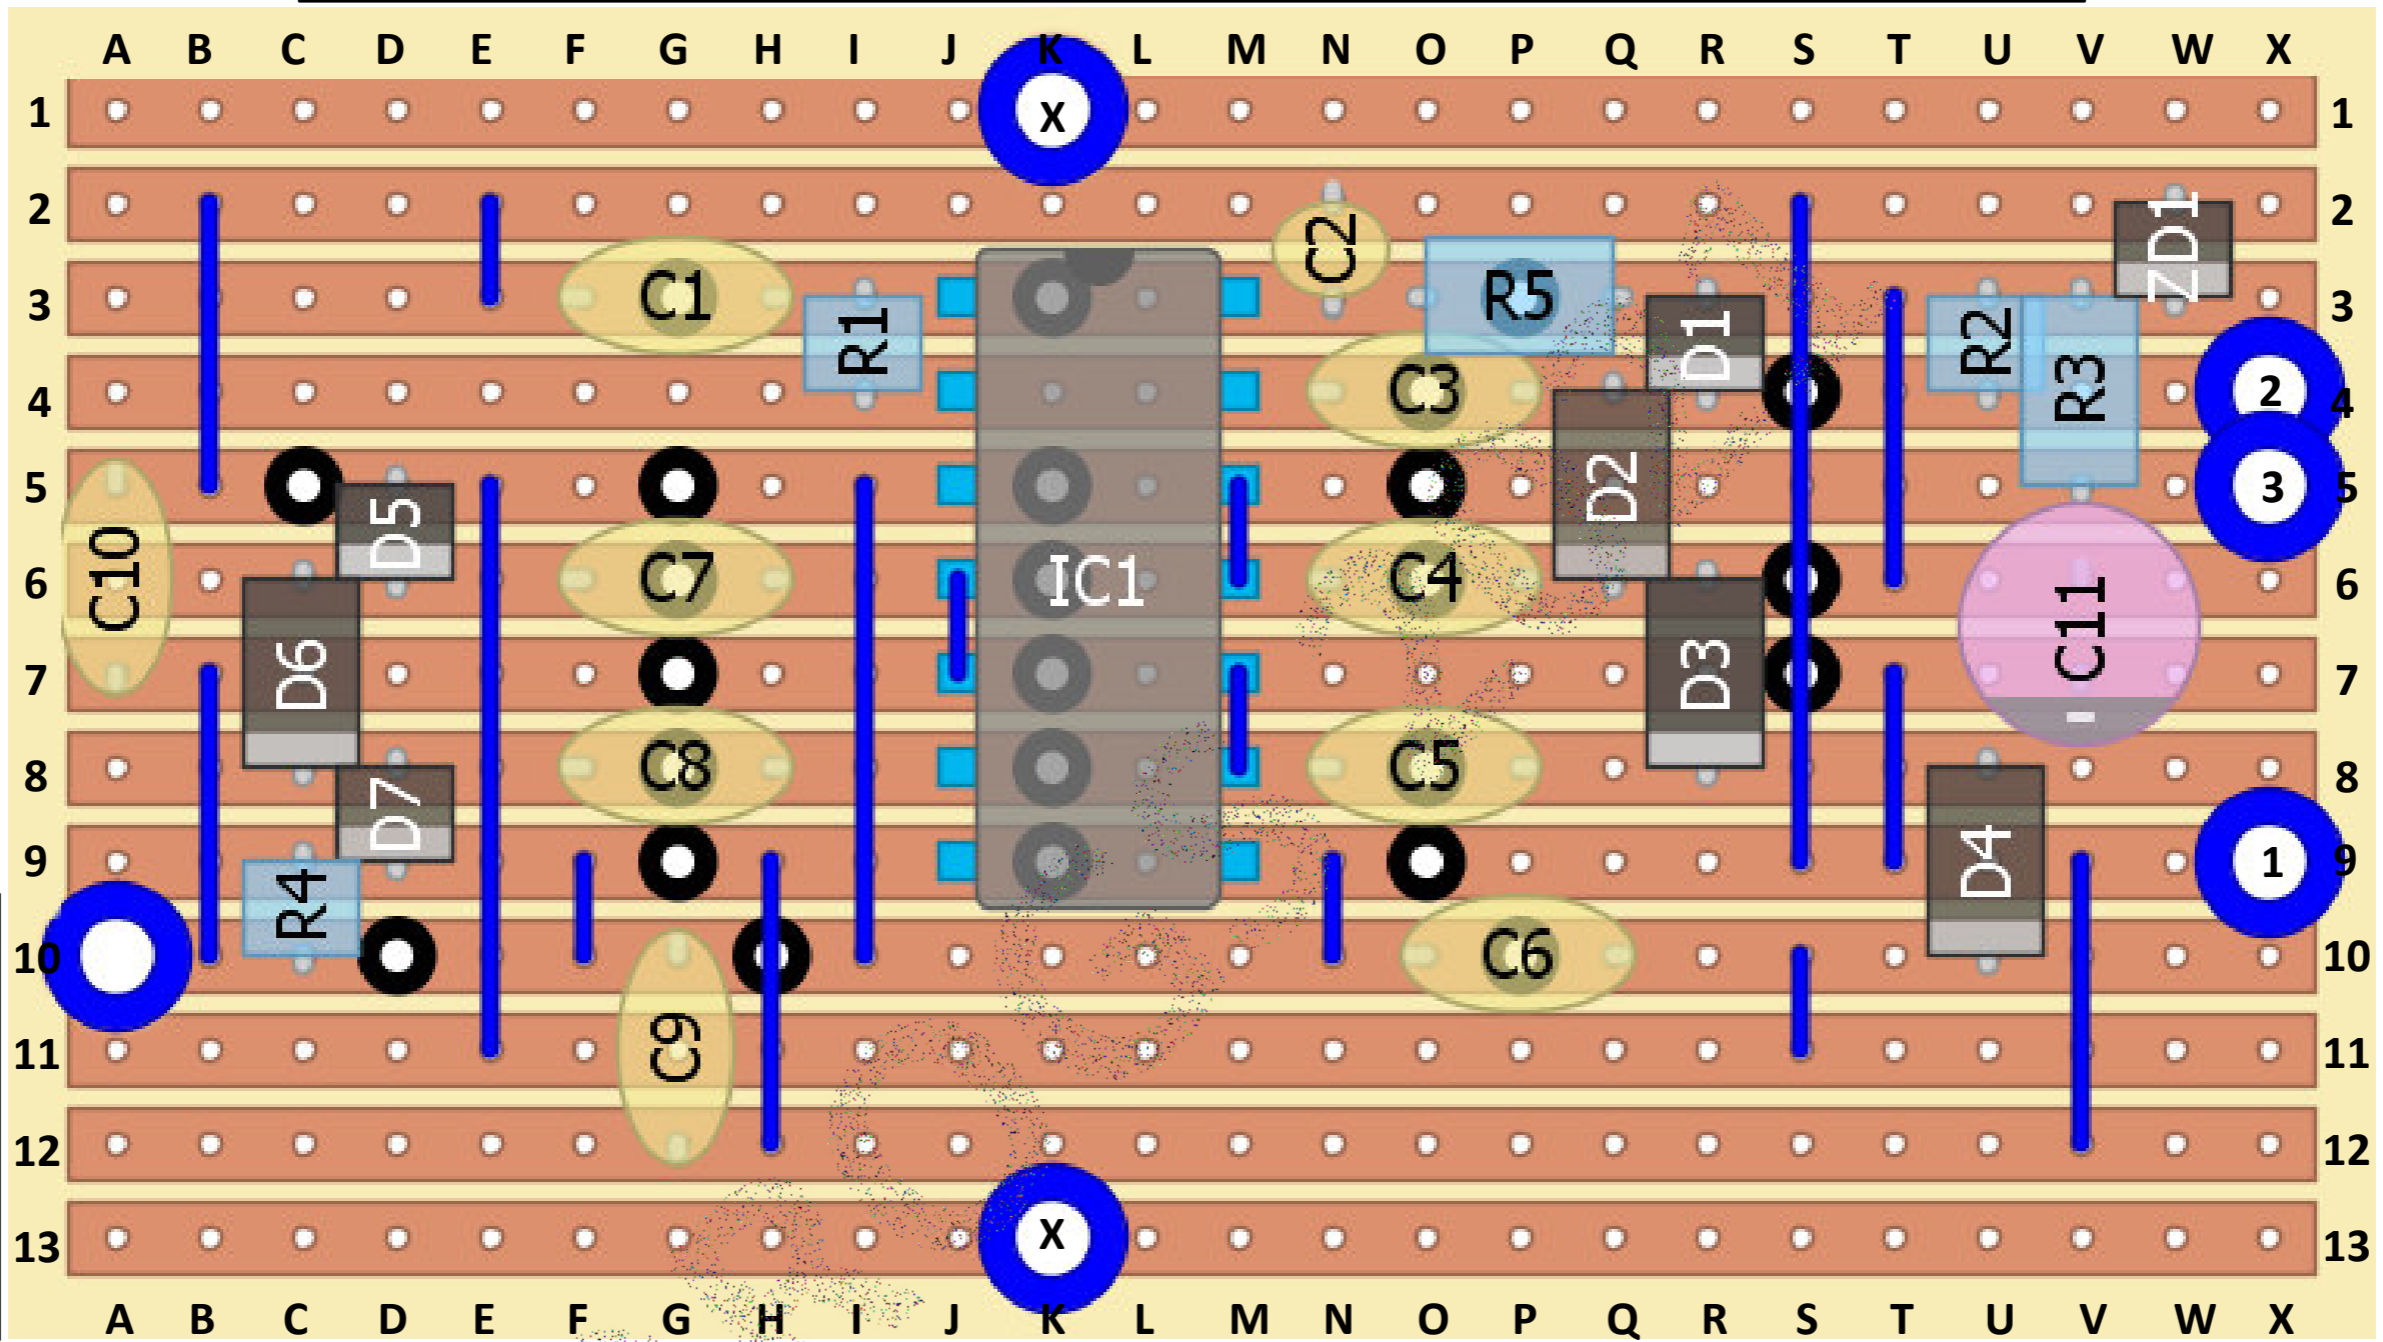 A B C D E F G H I J K L M N O P Q R S T U V W X
1 X 1
2 C2 ZD1 2
3 C1 R1 R5 D1 R2 R3 3
4 C3 2 4
5 D5 D2 3 5
6 C10 C7 IC1 C4 C11 6
7 D6 D3 - 7
8 D7 C8 C5 8
9 R4 D4 1 9
10 C6 10
11 C9 11
12 12
13 X 13
A B C D E F G H I J K L M N O P Q R S T U V W X